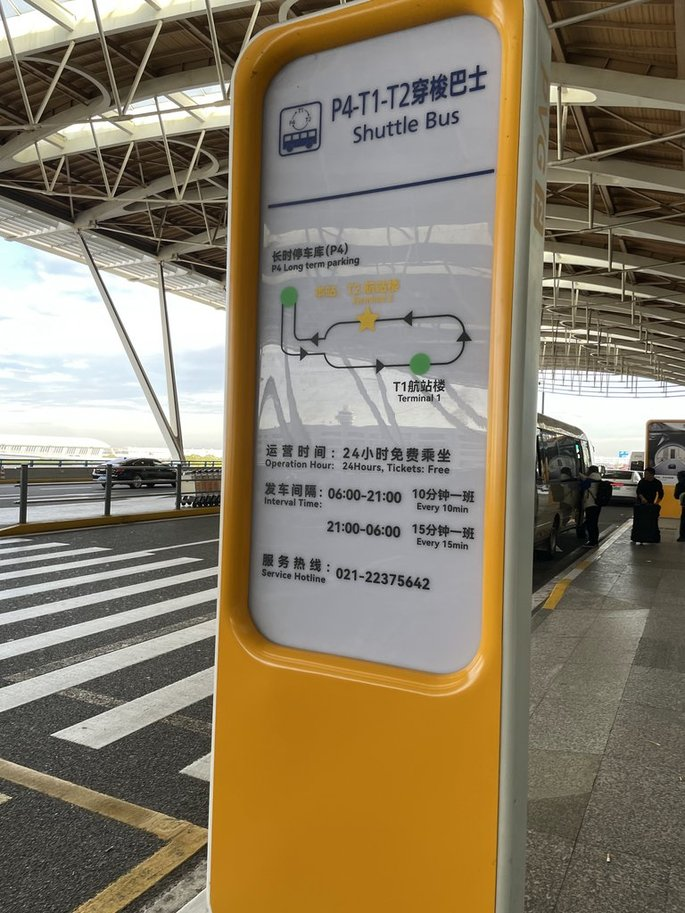 P4-T1-T2穿梭巴士
Shuttle Bus
长时停车库(P4)
P4 Long term parking
本站 T2 航站楼
Terminal 2
T1航站楼
Terminal 1
运营时间：24小时免费乘坐
Operation Hour: 24Hours, Tickets: Free
发车间隔：06:00-21:00 10分钟一班
Interval Time: Every 10min
21:00-06:00 15分钟一班
Every 15min
服务热线：021-22375642
Service Hotline